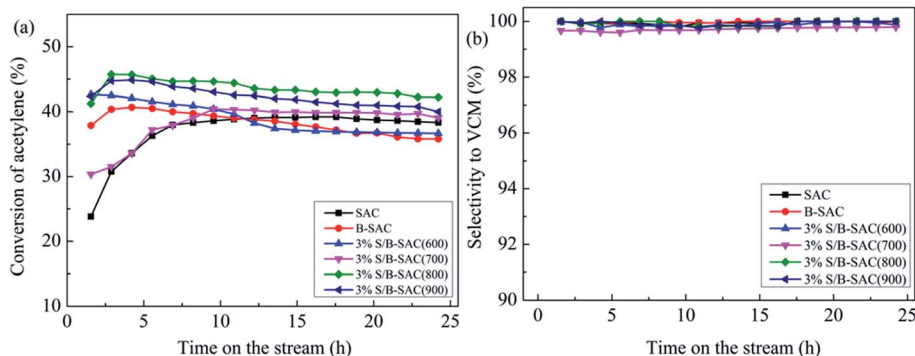 (a)
Conversion of acetylene (%)
60
50
40
30
20
10
SAC
B-SAC
3% S/B-SAC(600)
3% S/B-SAC(700)
3% S/B-SAC(800)
3% S/B-SAC(900)
0 5 10 15 20 25
Time on the stream (h)
(b)
Selectivity to VCM (%)
100
98
96
94
92
90
SAC
B-SAC
3% S/B-SAC(600)
3% S/B-SAC(700)
3% S/B-SAC(800)
3% S/B-SAC(900)
0 5 10 15 20 25
Time on the stream (h)